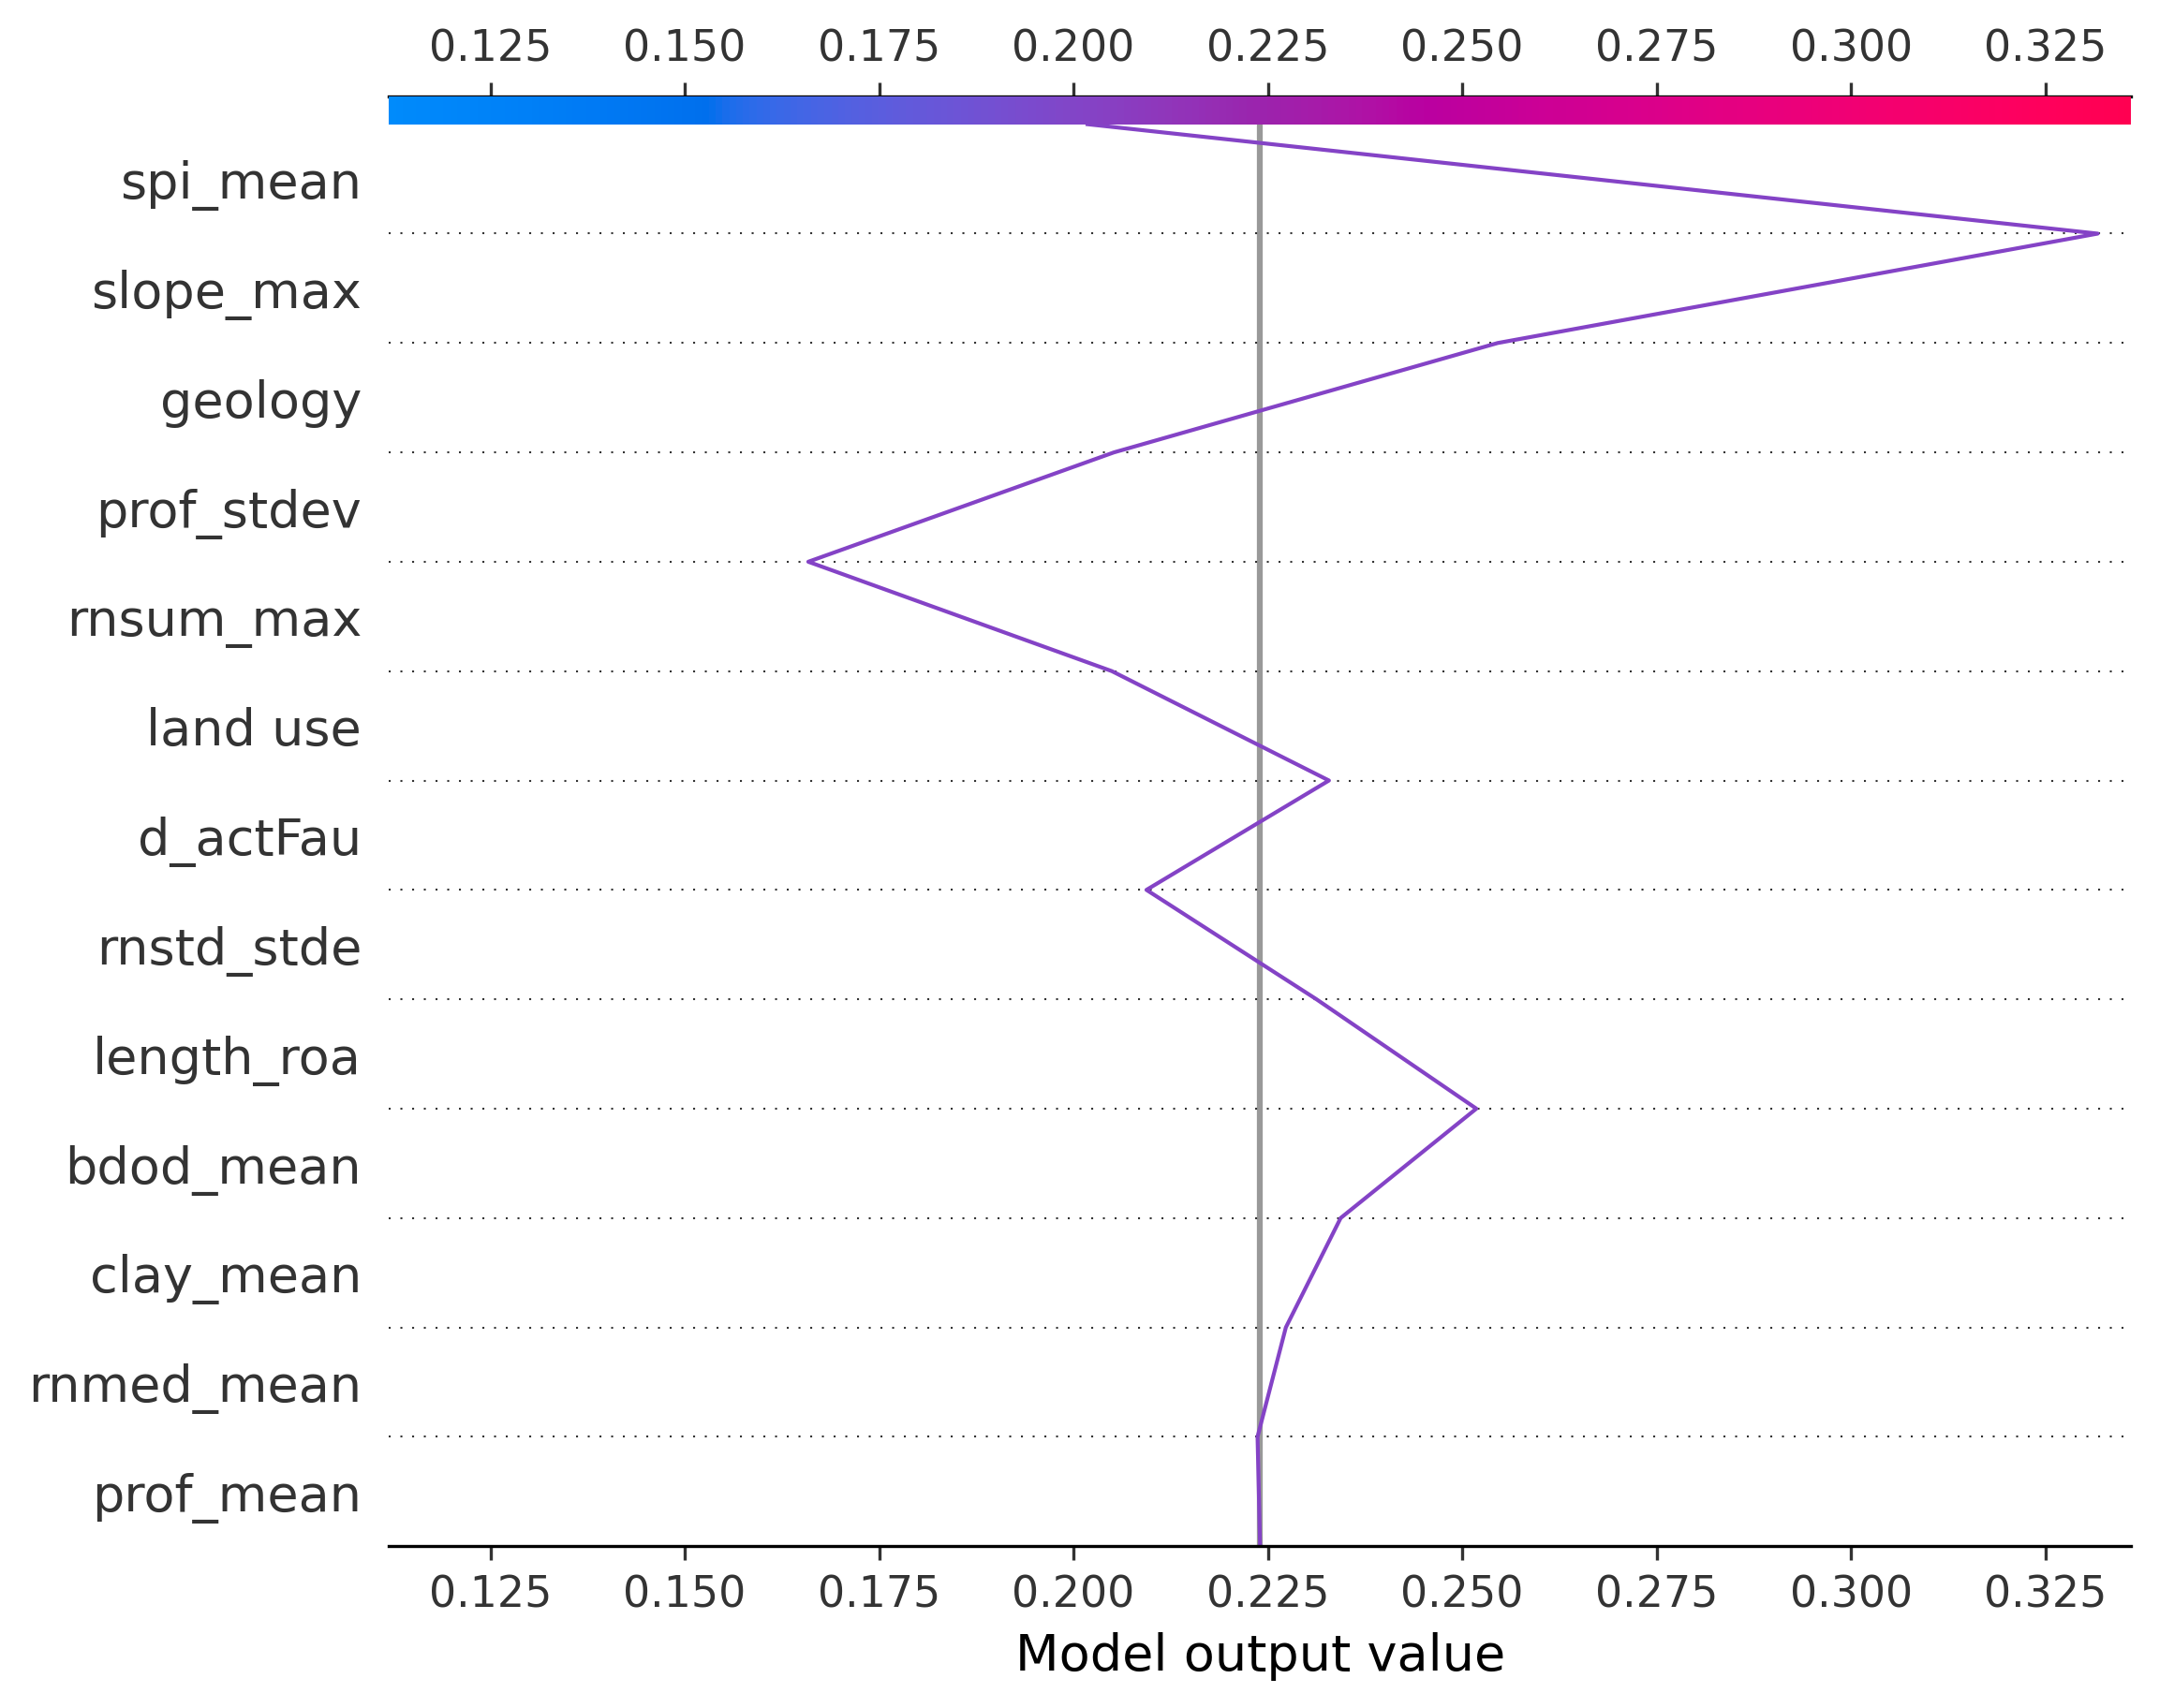 0.125 0.150 0.175 0.200 0.225 0.250 0.275 0.300 0.325
spi_mean
slope_max
geology
prof_stdev
rnsum_max
land use
d_actFau
rnstd_stde
length_roa
bdod_mean
clay_mean
rnmed_mean
prof_mean
0.125 0.150 0.175 0.200 0.225 0.250 0.275 0.300 0.325
Model output value